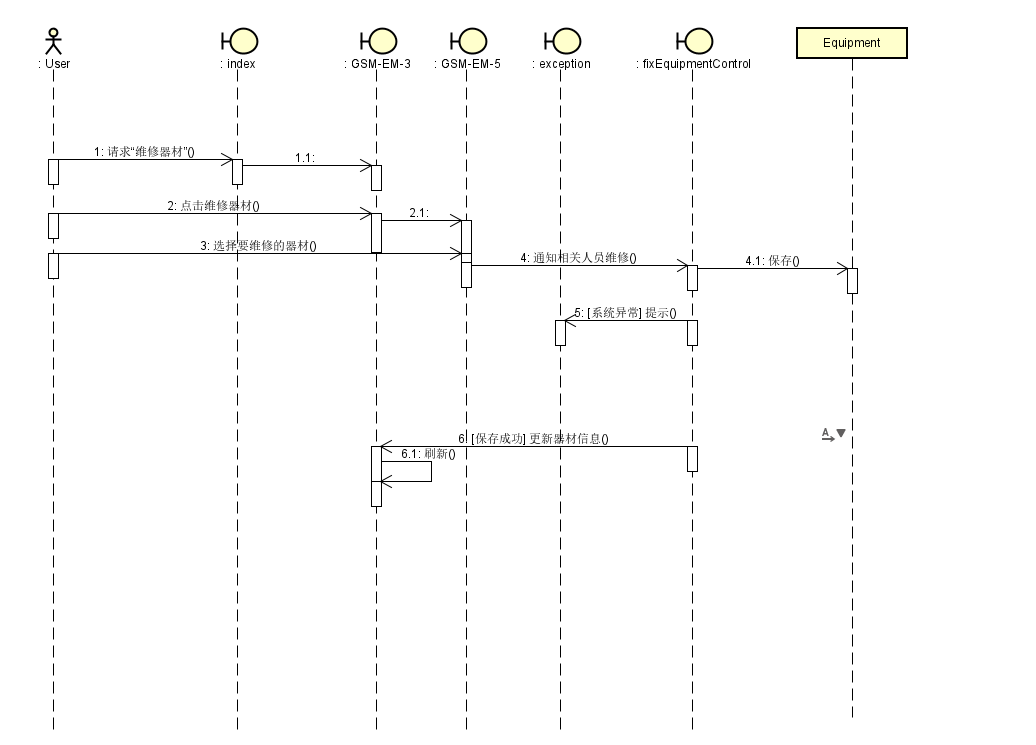 : User
: index
: GSM-EM-3
: GSM-EM-5
: exception
: fixEquipmentControl
Equipment
1: 请求“维修器材”()
1.1:
2: 点击维修器材()
2.1:
3: 选择要维修的器材()
4: 通知相关人员维修()
4.1: 保存()
5: [系统异常] 提示()
A
6: [保存成功] 更新器材信息()
6.1: 刷新()